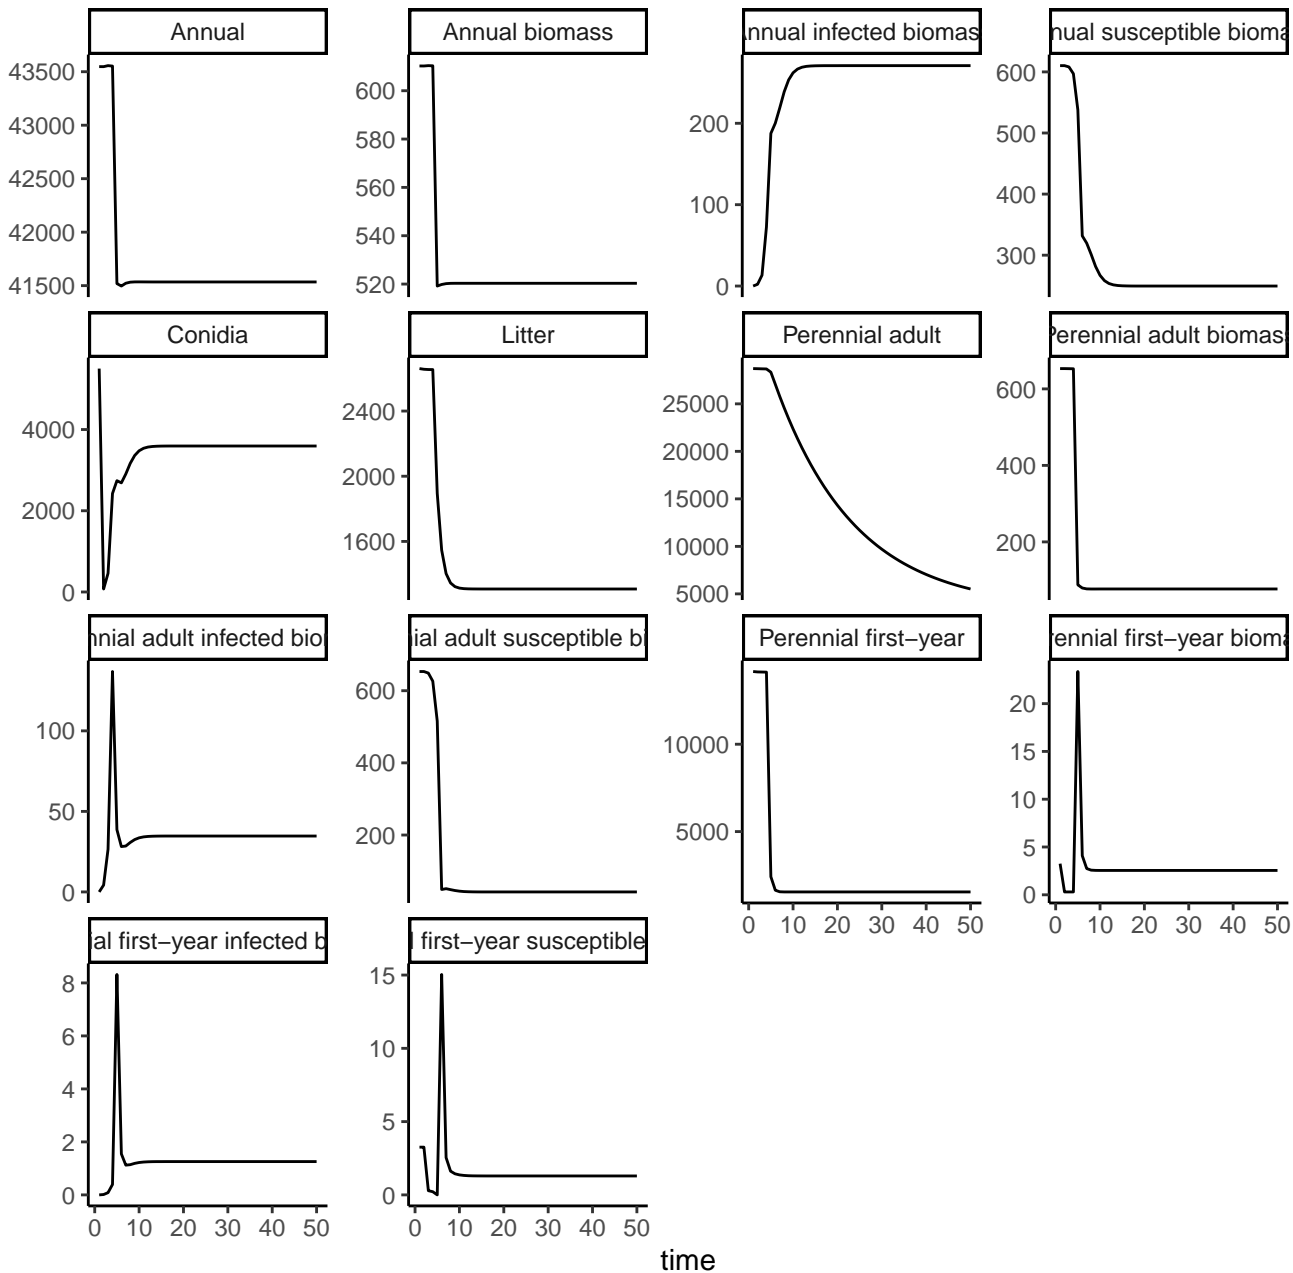 Annual
Annual biomass
Annual infected biomas
nual susceptible bioma
43500
43000
42500
42000
41500
600
580
560
540
520
200
100
0
600
500
400
300
Conidia
Litter
Perennial adult
Perennial adult biomas
4000
2000
0
2400
2000
1600
25000
20000
15000
10000
5000
600
400
200
nnial adult infected bio
ial adult susceptible bi
Perennial first−year
rennial first−year bioma
100
50
0
600
400
200
10000
5000
20
15
10
5
0
0 10 20 30 40 50
0 10 20 30 40 50
ial first−year infected b
l first−year susceptible
8
6
4
2
0
15
10
5
0
0 10 20 30 40 50
0 10 20 30 40 50
time